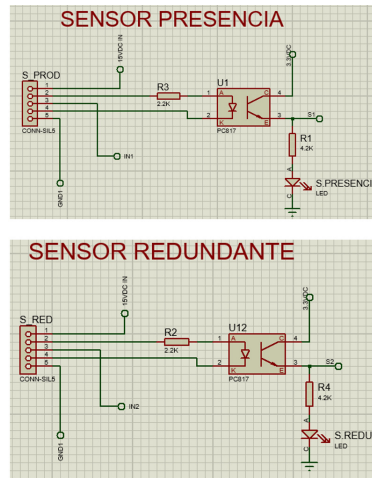 SENSOR PRESENCIA
15VDC IN
3.3VDC
S_PROD
1
2
3
4
5
CONN-SIL5
R3
2.2K
U1
1
A
C
4
2
K
E
3
PC817
S1
IN1
R1
4.2K
A
S.PRESENCI
LED
C
GND1
SENSOR REDUNDANTE
15VDC IN
3.3VDC
S_RED
1
2
3
4
5
CONN-SIL5
R2
2.2K
U12
1
A
C
4
2
K
E
3
PC817
S2
IN2
R4
4.2K
A
S.REDU
LED
C
GND1